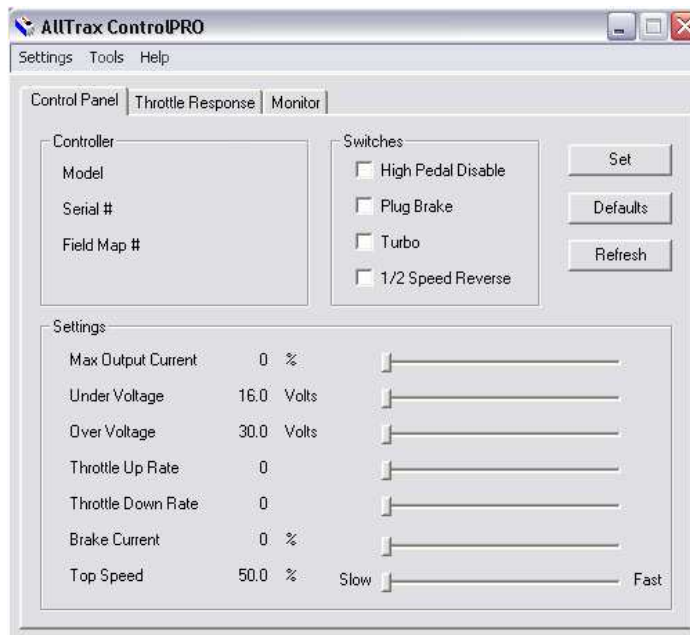 AllTrax ControlPRO
Settings Tools Help
Control Panel Throttle Response Monitor
Controller
Model
Serial #
Field Map #
Switches
High Pedal Disable
Plug Brake
Turbo
1/2 Speed Reverse
Set
Defaults
Refresh
Settings
Max Output Current 0 %
Under Voltage 16.0 Volts
Over Voltage 30.0 Volts
Throttle Up Rate 0
Throttle Down Rate 0
Brake Current 0 %
Top Speed 50.0 % Slow Fast